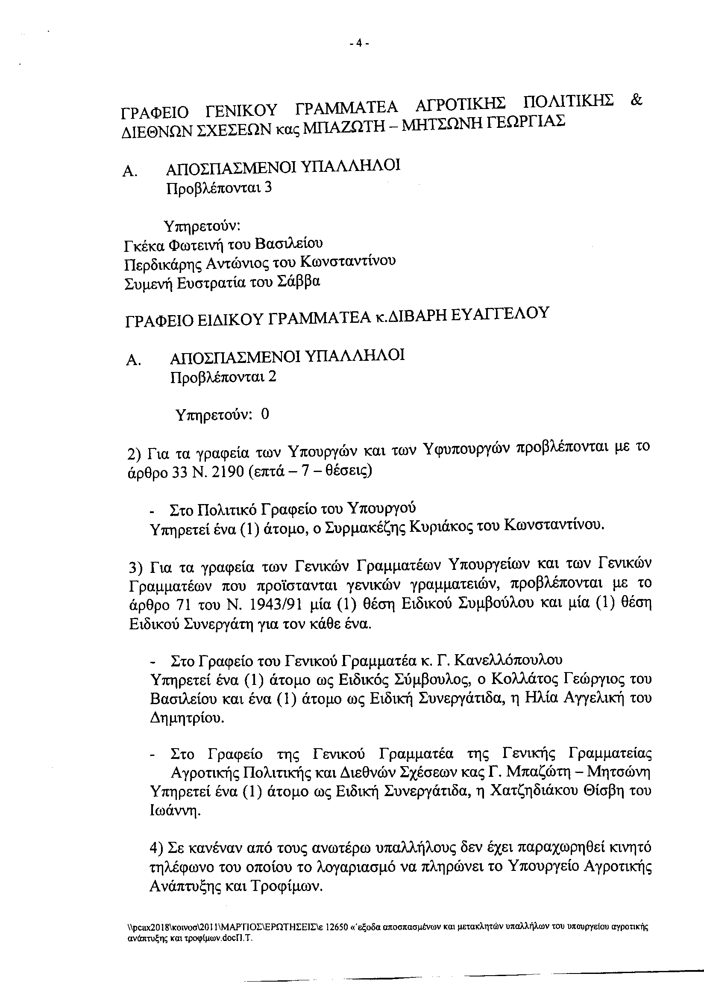 - 4 -
ΓΡΑΦΕΙΟ ΓΕΝΙΚΟΥ ΓΡΑΜΜΑΤΕΑ ΑΓΡΟΤΙΚΗΣ ΠΟΛΙΤΙΚΗΣ &
ΔΙΕΘΝΩΝ ΣΧΕΣΕΩΝ κας ΜΠΑΖΩΤΗ – ΜΗΤΣΩΝΗ ΓΕΩΡΓΙΑΣ
Α. ΑΠΟΣΠΑΣΜΕΝΟΙ ΥΠΑΛΛΗΛΟΙ
Προβλέπονται 3
Υπηρετούν:
Γκέκα Φωτεινή του Βασιλείου
Περδικάρης Αντώνιος του Κωνσταντίνου
Συμενή Ευστρατία του Σάββα
ΓΡΑΦΕΙΟ ΕΙΔΙΚΟΥ ΓΡΑΜΜΑΤΕΑ κ.ΔΙΒΑΡΗ ΕΥΑΓΓΕΛΟΥ
Α. ΑΠΟΣΠΑΣΜΕΝΟΙ ΥΠΑΛΛΗΛΟΙ
Προβλέπονται 2
Υπηρετούν: 0
2) Για τα γραφεία των Υπουργών και των Υφυπουργών προβλέπονται με το
άρθρο 33 Ν. 2190 (επτά – 7 – θέσεις)
- Στο Πολιτικό Γραφείο του Υπουργού
Υπηρετεί ένα (1) άτομο, ο Συρμακέζης Κυριάκος του Κωνσταντίνου.
3) Για τα γραφεία των Γενικών Γραμματέων Υπουργείων και των Γενικών
Γραμματέων που προΐστανται γενικών γραμματειών, προβλέπονται με το
άρθρο 71 του Ν. 1943/91 μία (1) θέση Ειδικού Συμβούλου και μία (1) θέση
Ειδικού Συνεργάτη για τον κάθε ένα.
- Στο Γραφείο του Γενικού Γραμματέα κ. Γ. Κανελλόπουλου
Υπηρετεί ένα (1) άτομο ως Ειδικός Σύμβουλος, ο Κολλάτος Γεώργιος του
Βασιλείου και ένα (1) άτομο ως Ειδική Συνεργάτιδα, η Ηλία Αγγελική του
Δημητρίου.
- Στο Γραφείο της Γενικού Γραμματέα της Γενικής Γραμματείας
Αγροτικής Πολιτικής και Διεθνών Σχέσεων κας Γ. Μπαζώτη – Μητσώνη
Υπηρετεί ένα (1) άτομο ως Ειδική Συνεργάτιδα, η Χατζηδιάκου Θίσβη του
Ιωάννη.
4) Σε κανέναν από τους ανωτέρω υπαλλήλους δεν έχει παραχωρηθεί κινητό
τηλέφωνο του οποίου το λογαριασμό να πληρώνει το Υπουργείο Αγροτικής
Ανάπτυξης και Τροφίμων.
\\pcax2018\κοινοσ\2011\ΜΑΡΤΙΟΣ\ΕΡΩΤΗΣΕΙΣ\ε 12650 «΄εξοδα αποσπασμένων και μετακλητών υπαλλήλων του υπουργείου αγροτικής
ανάπτυξης και τροφίμων.docΠ.Τ.